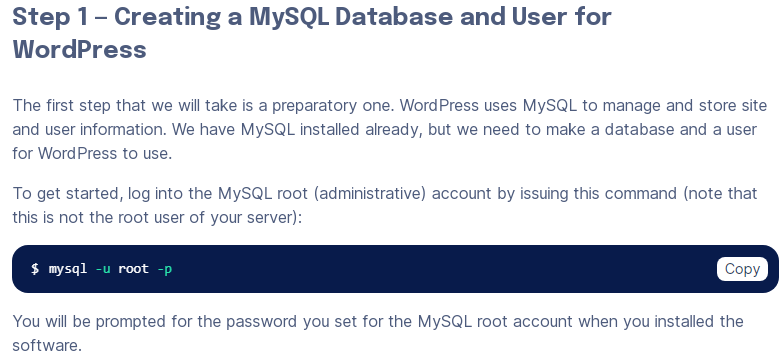 Step 1 – Creating a MySQL Database and User for
WordPress
The first step that we will take is a preparatory one. WordPress uses MySQL to manage and store site
and user information. We have MySQL installed already, but we need to make a database and a user
for WordPress to use.
To get started, log into the MySQL root (administrative) account by issuing this command (note that
this is not the root user of your server):
$ mysql -u root -p
Copy
You will be prompted for the password you set for the MySQL root account when you installed the
software.